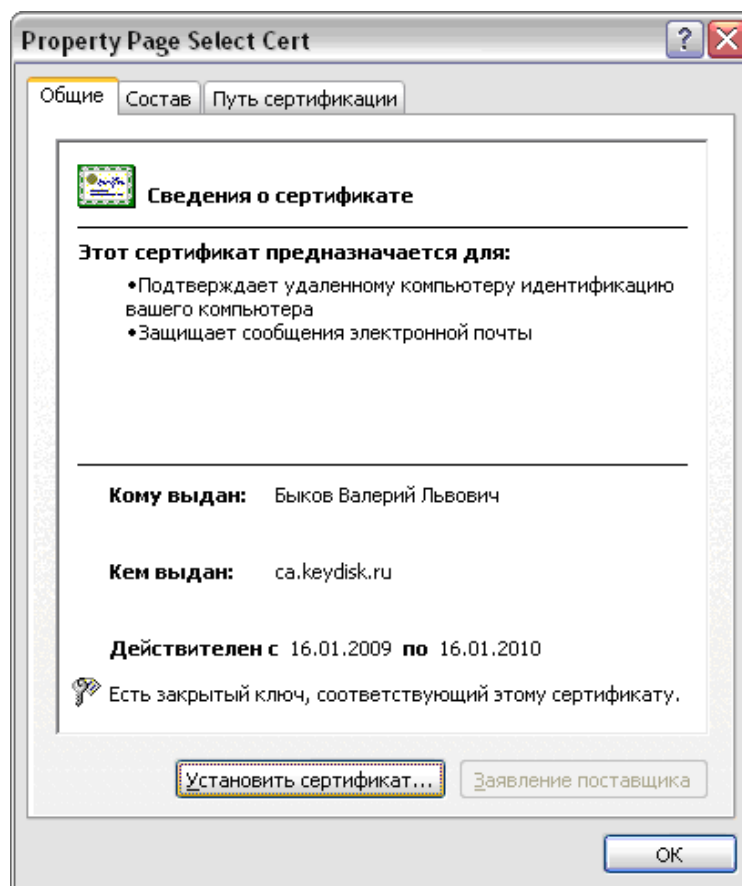 Property Page Select Cert
Общие Состав Путь сертификации
Сведения о сертификате
Этот сертификат предназначается для:
•Подтверждает удаленному компьютеру идентификацию
вашего компьютера
•Защищает сообщения электронной почты
Кому выдан: Быков Валерий Львович
Кем выдан: ca.keydisk.ru
Действителен с 16.01.2009 по 16.01.2010
Есть закрытый ключ, соответствующий этому сертификату.
Установить сертификат... Заявление поставщика
ОК